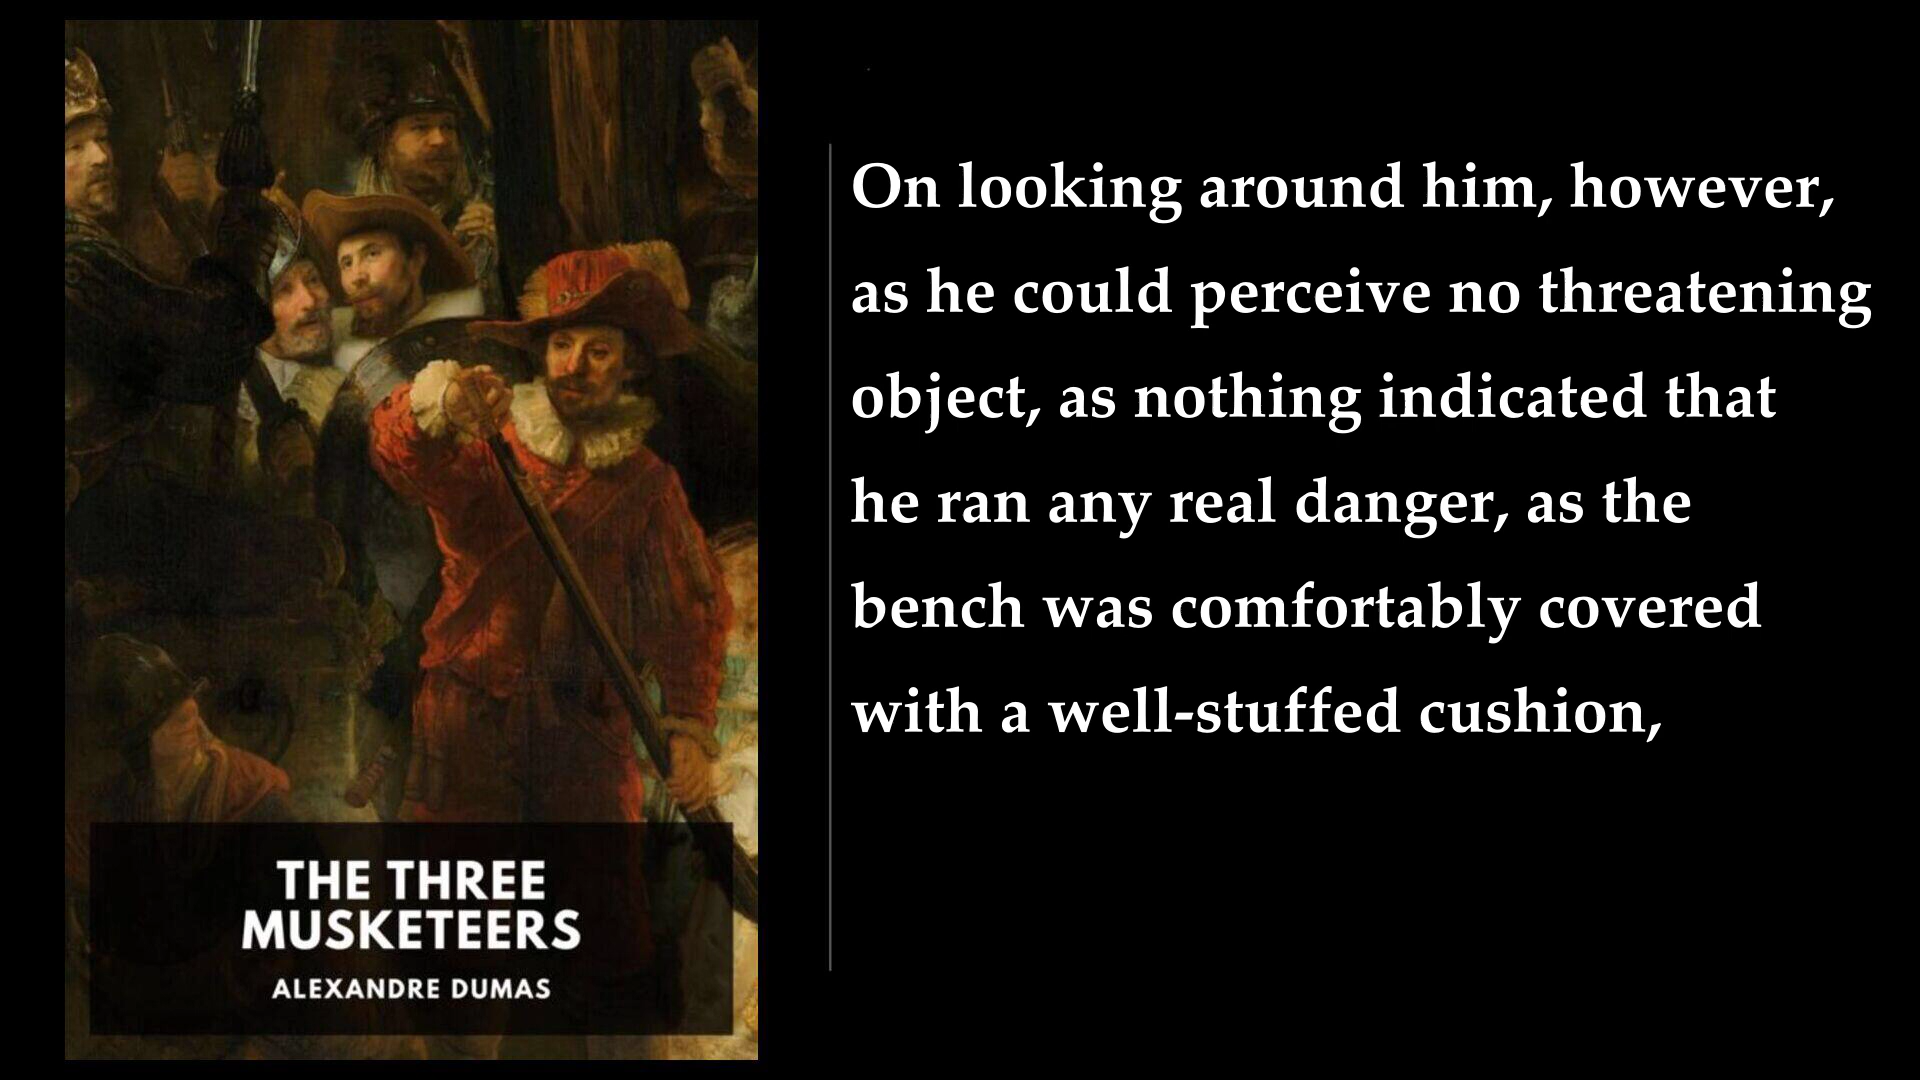 On looking around him, however,
as he could perceive no threatening
object, as nothing indicated that
he ran any real danger, as the
bench was comfortably covered
with a well-stuffed cushion,
THE THREE
MUSKETEERS
ALEXANDRE DUMAS